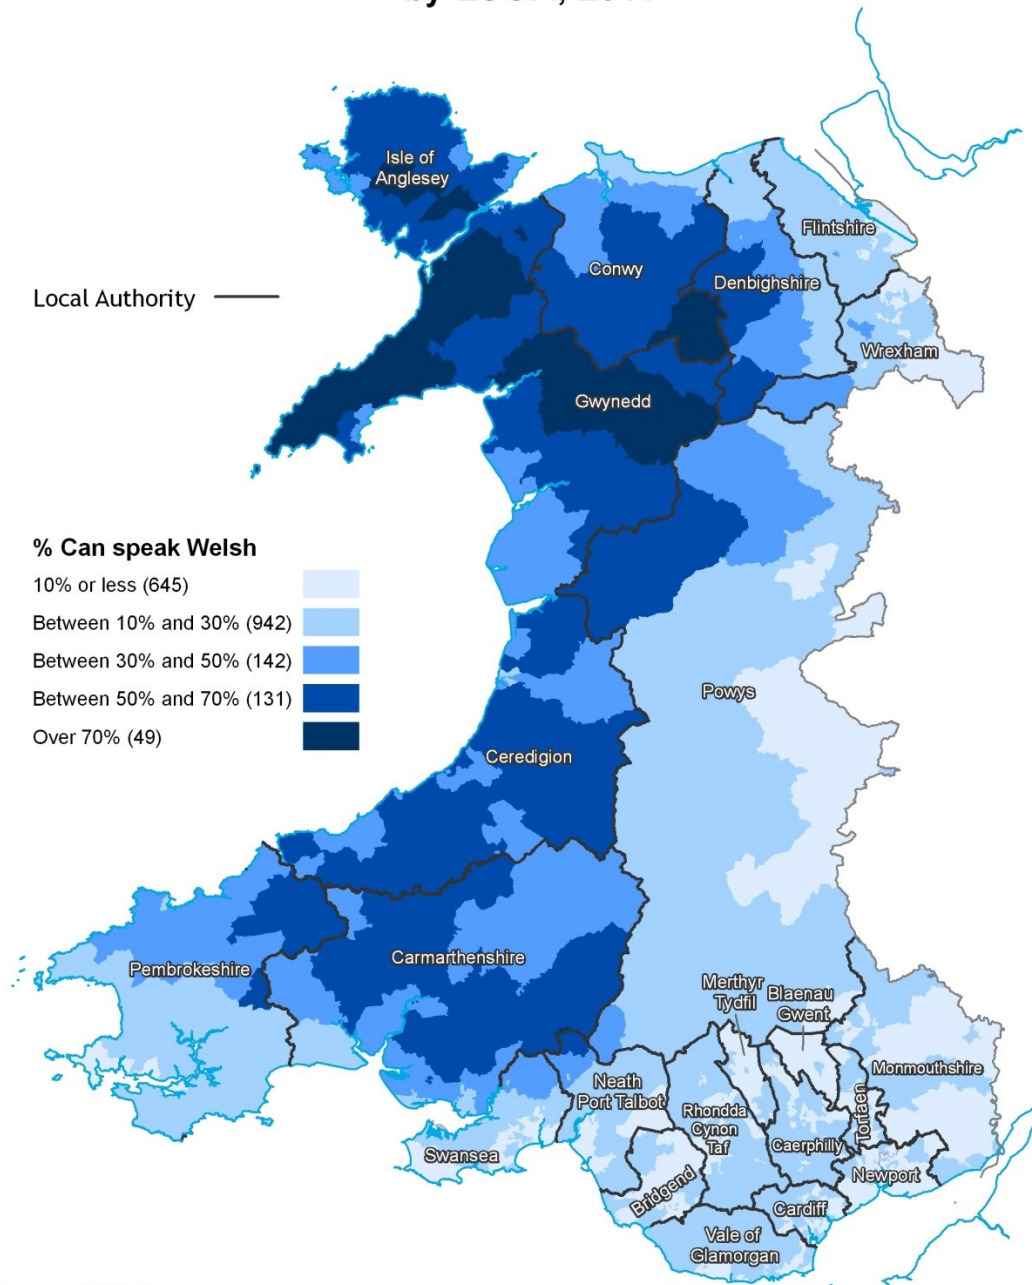 Isle of
Anglesey
Flintshire
Conwy
Denbighshire
Local Authority
Wrexham
Gwynedd
% Can speak Welsh
10% or less (645)
Between 10% and 30% (942)
Between 30% and 50% (142)
Between 50% and 70% (131)
Over 70% (49)
Powys
Ceredigion
Carmarthenshire
Pembrokeshire
Merthyr
Tydfil
Blaenau
Gwent
Monmouthshire
Neath
Port Talbot
Rhondda
Cynon
Taf
Torfaen
Caerphilly
Swansea
Newport
Bridgend
Cardiff
Vale of
Glamorgan